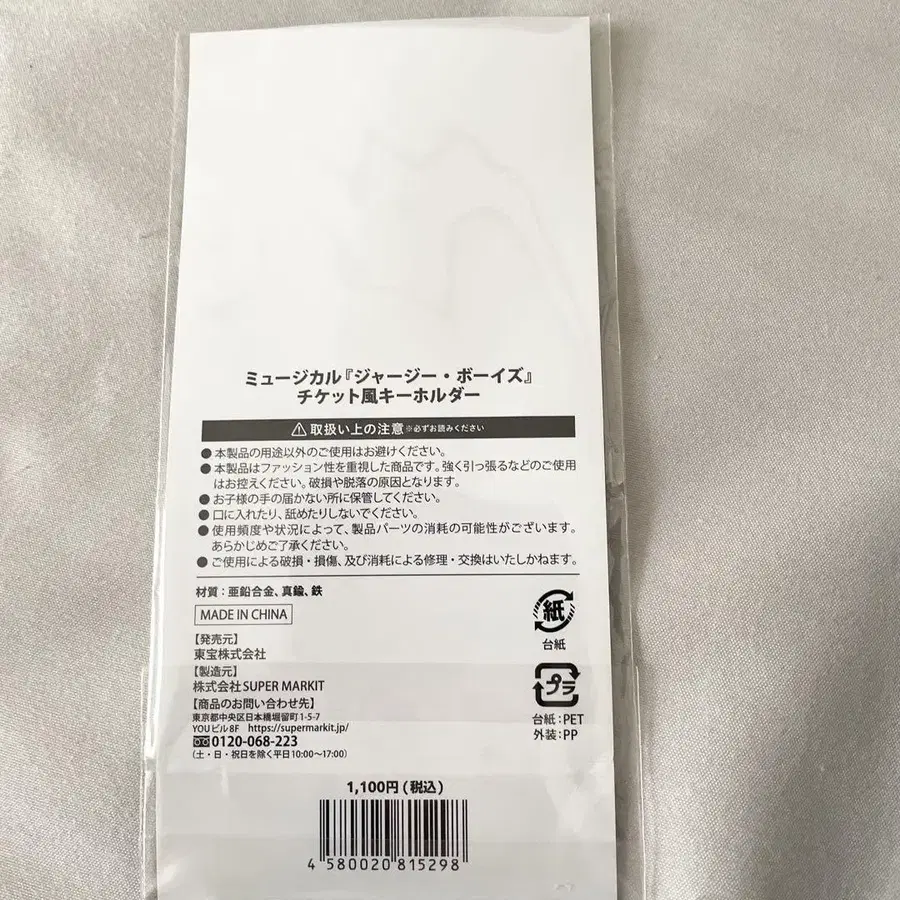 ミュージカル『ジャージー・ボーイズ』
チケット風キーホルダー
取扱い上の注意 ※必ずお読みください
●本製品の用途以外のご使用はお避けください。
●本製品はファッション性を重視した商品です。強く引っ張るなどのご使用
はお控えください。破損や脱落の原因となります。
●お子様の手の届かない所に保管してください。
●口に入れたり、舐めたりしないでください。
●使用頻度や状況によって、製品パーツの消耗の可能性がございます。
あらかじめご了承ください。
●ご使用による破損・損傷、及び消耗による修理・交換はいたしかねます。
材質：亜鉛合金、真鍮、鉄
MADE IN CHINA
【発売元】
東宝株式会社
【製造元】
株式会社SUPER MARKIT
【商品のお問い合わせ先】
東京都中央区日本橋堀留町1-5-7
YOUビル8F https://supermarkit.jp/
0120-068-223
（土・日・祝日を除く平日10:00〜17:00）
紙
台紙
プラ
台紙：PET
外装：PP
1,100円（税込）
4 580020 815298